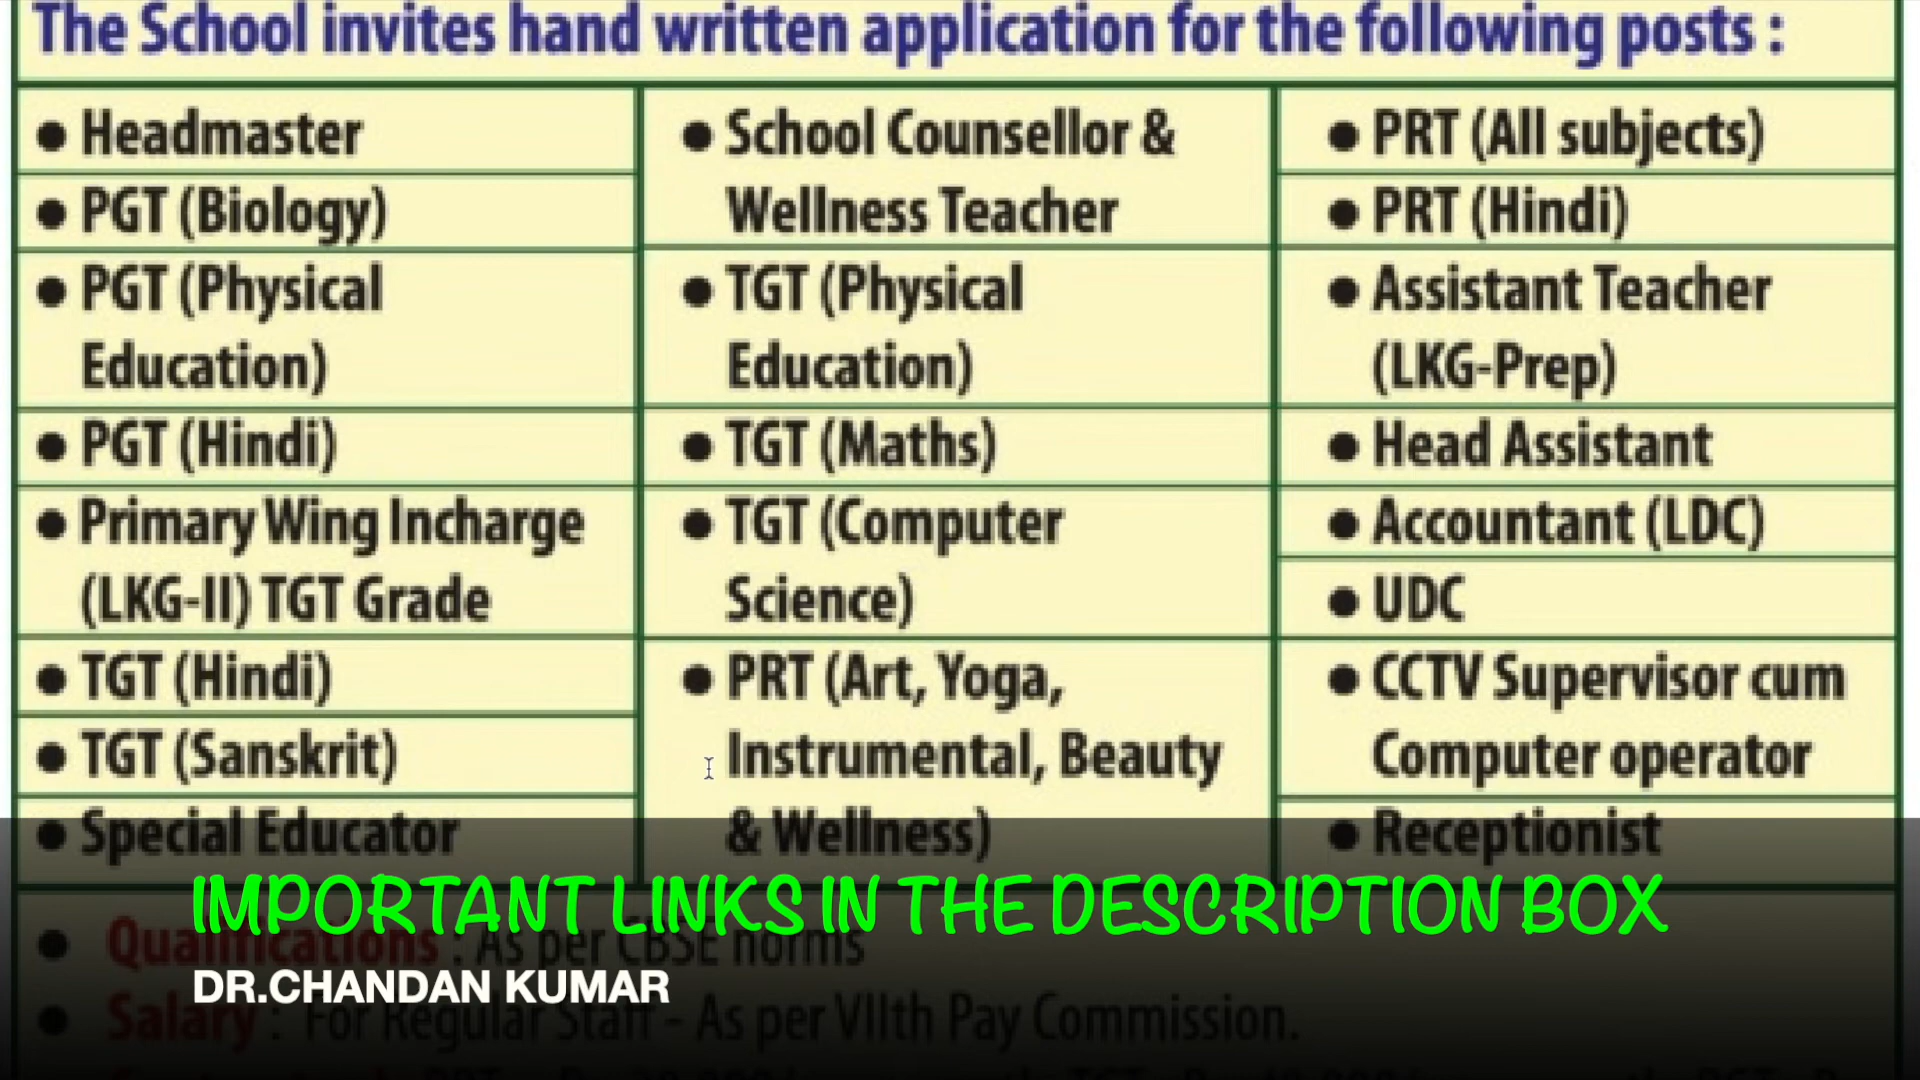 The School invites hand written application for the following posts :
● Headmaster
● PGT (Biology)
● PGT (Physical
Education)
● PGT (Hindi)
● Primary Wing Incharge
(LKG-II) TGT Grade
● TGT (Hindi)
● TGT (Sanskrit)
● Special Educator
● School Counsellor &
Wellness Teacher
● TGT (Physical
Education)
● TGT (Maths)
● TGT (Computer
Science)
● PRT (Art, Yoga,
Instrumental, Beauty
& Wellness)
● PRT (All subjects)
● PRT (Hindi)
● Assistant Teacher
(LKG-Prep)
● Head Assistant
● Accountant (LDC)
● UDC
● CCTV Supervisor cum
Computer operator
● Receptionist
IMPORTANT LINKS IN THE DESCRIPTION BOX
● Qualifications : As per CBSE norms
DR.CHANDAN KUMAR
● Salary : For Regular Staff - As per VIIth Pay Commission.